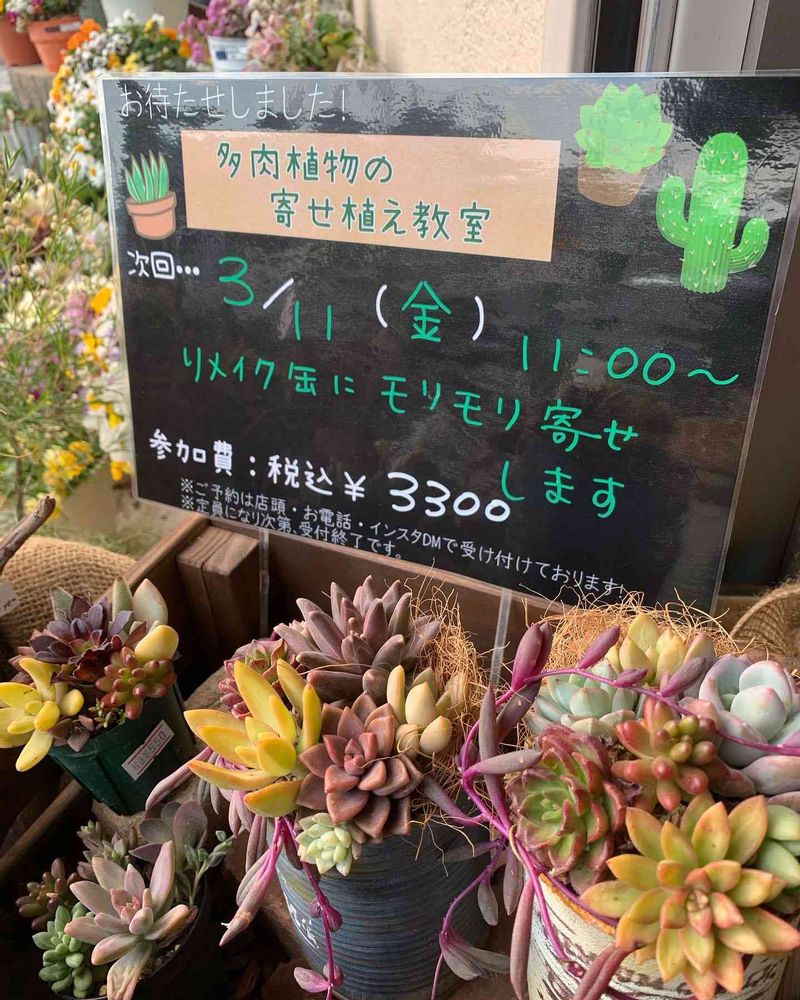 お待たせしました!
多肉植物の
寄せ植え教室
次回… 3/11(金) 11:00〜
リメイク缶にモリモリ寄せ
します
参加費:税込¥3300
※ご予約は店頭・お電話・インスタDMで受け付けております!
※定員になり次第、受付終了です。